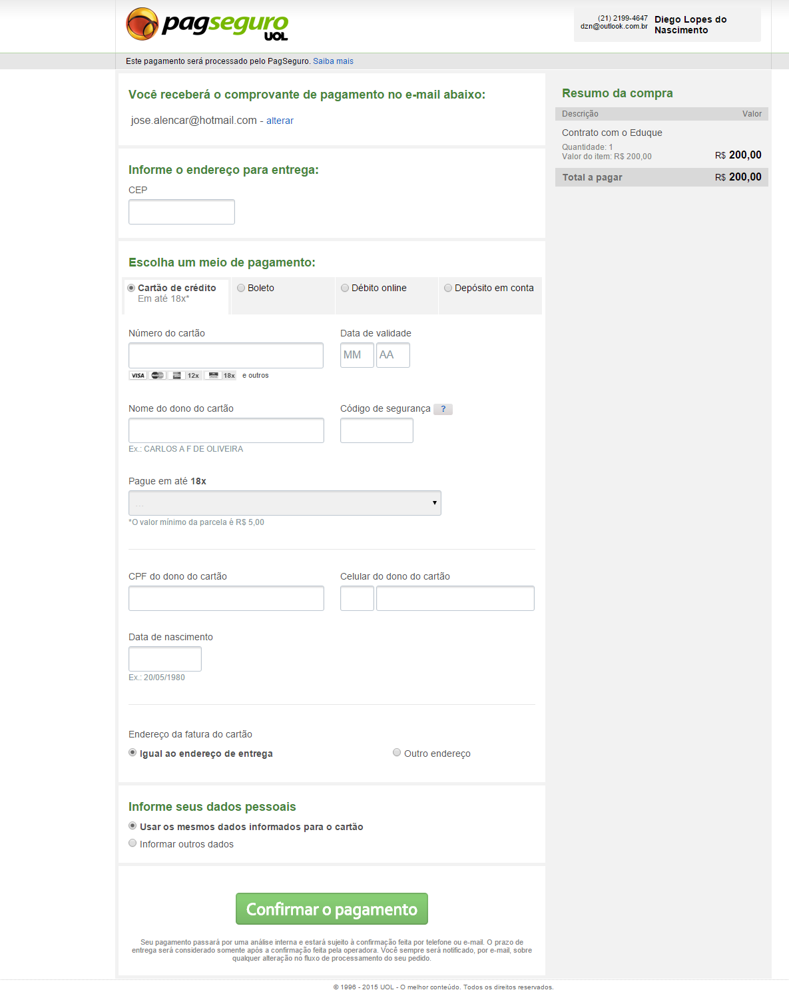 pagseguro
UOL
(21) 2199-4647
dzn@outlook.com.br
Diego Lopes do
Nascimento
Este pagamento será processado pelo PagSeguro. Saiba mais
Você receberá o comprovante de pagamento no e-mail abaixo:
jose.alencar@hotmail.com - alterar
Informe o endereço para entrega:
CEP
Escolha um meio de pagamento:
Cartão de crédito
Em até 18x*
Boleto
Débito online
Depósito em conta
Número do cartão
Data de validade
MM
AA
VISA 12x 18x e outros
Nome do dono do cartão
Código de segurança ?
Ex.: CARLOS A F DE OLIVEIRA
Pague em até 18x
...
*O valor mínimo da parcela é R$ 5,00
CPF do dono do cartão
Celular do dono do cartão
Data de nascimento
Ex.: 20/05/1980
Endereço da fatura do cartão
Igual ao endereço de entrega
Outro endereço
Informe seus dados pessoais
Usar os mesmos dados informados para o cartão
Informar outros dados
Confirmar o pagamento
Seu pagamento passará por uma análise interna e estará sujeito à confirmação feita por telefone ou e-mail. O prazo de
entrega será considerado somente após a confirmação feita pela operadora. Você sempre será notificado, por e-mail, sobre
qualquer alteração no fluxo de processamento do seu pedido.
Resumo da compra
Descrição Valor
Contrato com o Eduque
Quantidade: 1
Valor do item: R$ 200,00
R$ 200,00
Total a pagar R$ 200,00
© 1996 - 2015 UOL - O melhor conteúdo. Todos os direitos reservados.